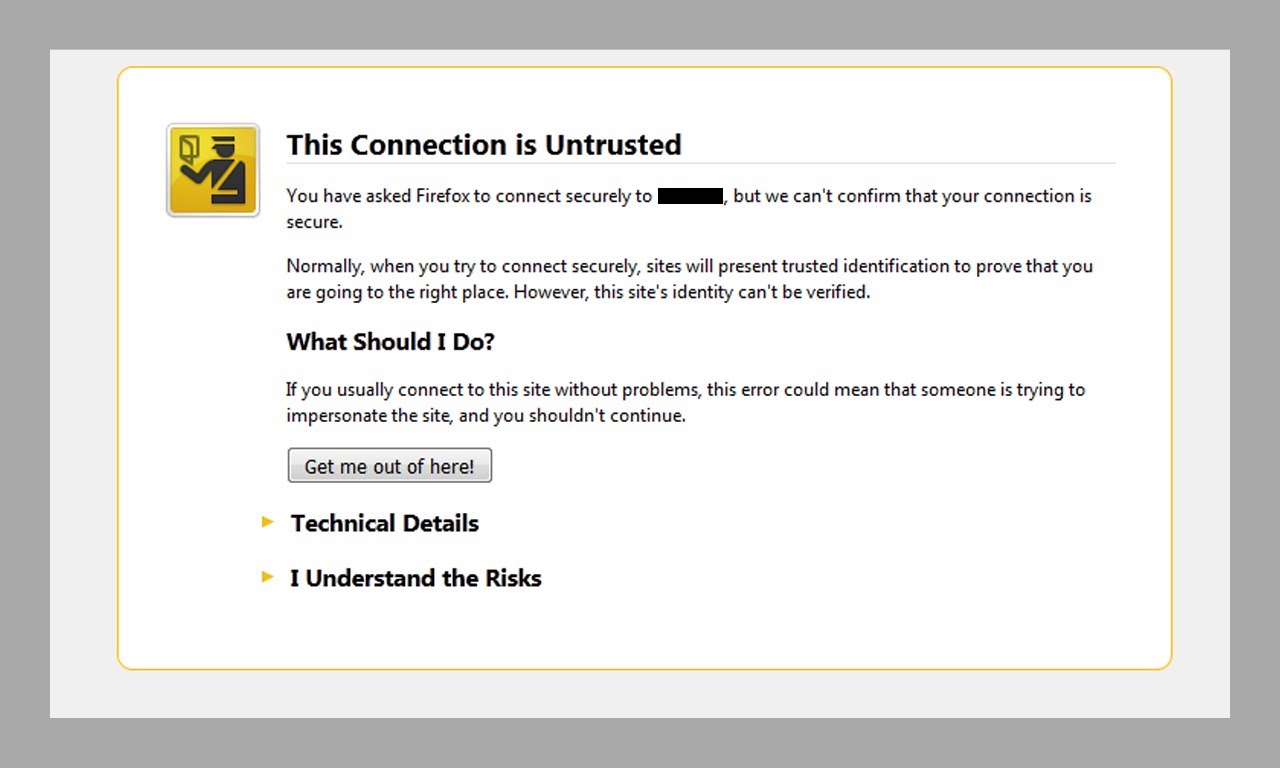 This Connection is Untrusted
You have asked Firefox to connect securely to , but we can't confirm that your connection is
secure.
Normally, when you try to connect securely, sites will present trusted identification to prove that you
are going to the right place. However, this site's identity can't be verified.
What Should I Do?
If you usually connect to this site without problems, this error could mean that someone is trying to
impersonate the site, and you shouldn't continue.
Get me out of here!
Technical Details
I Understand the Risks